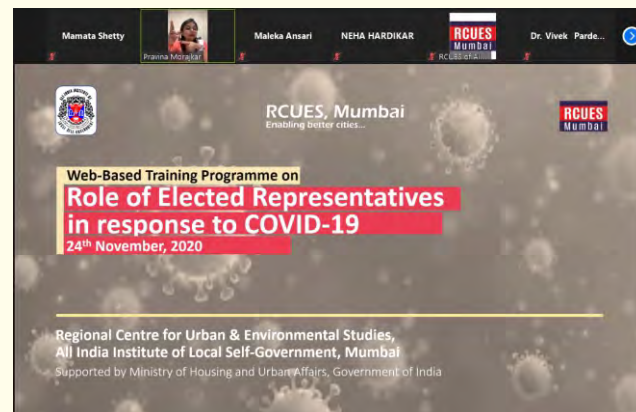 Mamata Shetty
Pravina Morajkar
Maleka Ansari
NEHA HARDIKAR
RCUES
Mumbai
RCUES of A
Dr. Vivek Parde...
RCUES, Mumbai
Enabling better cities...
RCUES
Mumbai
Web-Based Training Programme on
Role of Elected Representatives
in response to COVID-19
24th November, 2020
Regional Centre for Urban & Environmental Studies,
All India Institute of Local Self-Government, Mumbai
Supported by Ministry of Housing and Urban Affairs, Government of India